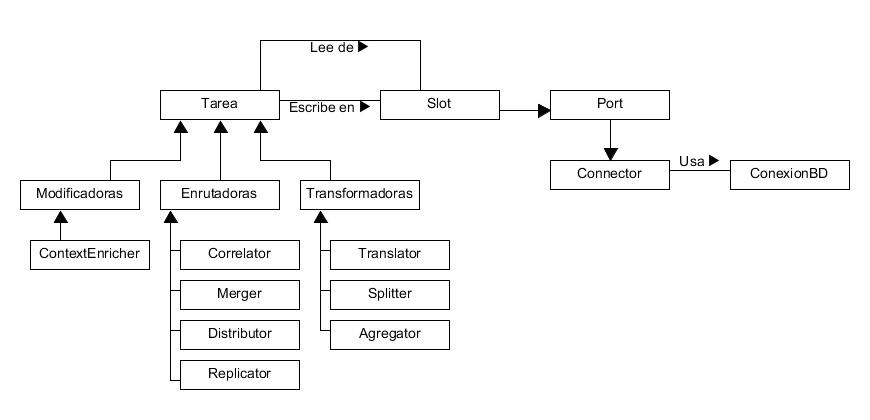 Lee de
Tarea
Escribe en
Slot
Port
Modificadoras
Enrutadoras
Transformadoras
Connector
Usa
ConexionBD
ContextEnricher
Correlator
Translator
Merger
Splitter
Distributor
Agregator
Replicator